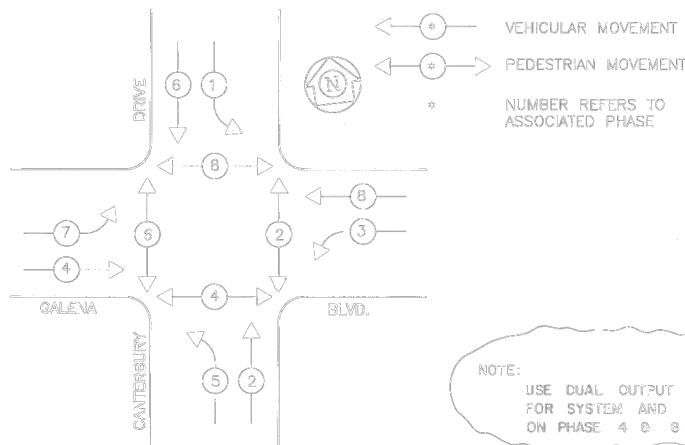 VEHICULAR MOVEMENT
PEDESTRIAN MOVEMENT
* NUMBER REFERS TO
ASSOCIATED PHASE
N
DRIVE
6 1
8
8
7 6 2 3
4
4
GALENA BLVD.
CANTERBURY
5 2
NOTE:
USE DUAL OUTPUT
FOR SYSTEM AND
ON PHASE 4 & 8